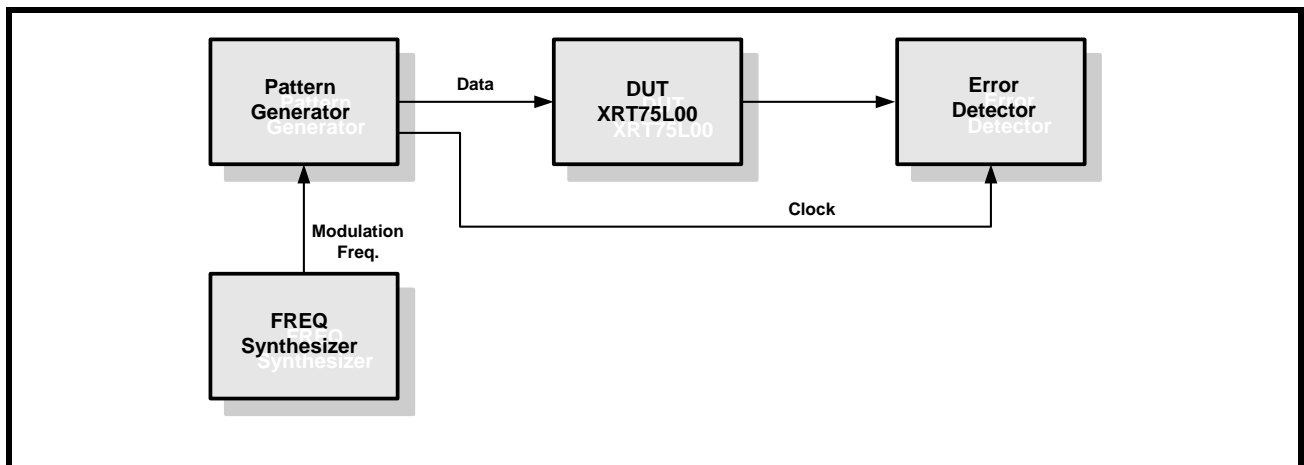 Pattern
Generator
Data
DUT
XRT75L00
Error
Detector
Clock
Modulation
Freq.
FREQ
Synthesizer